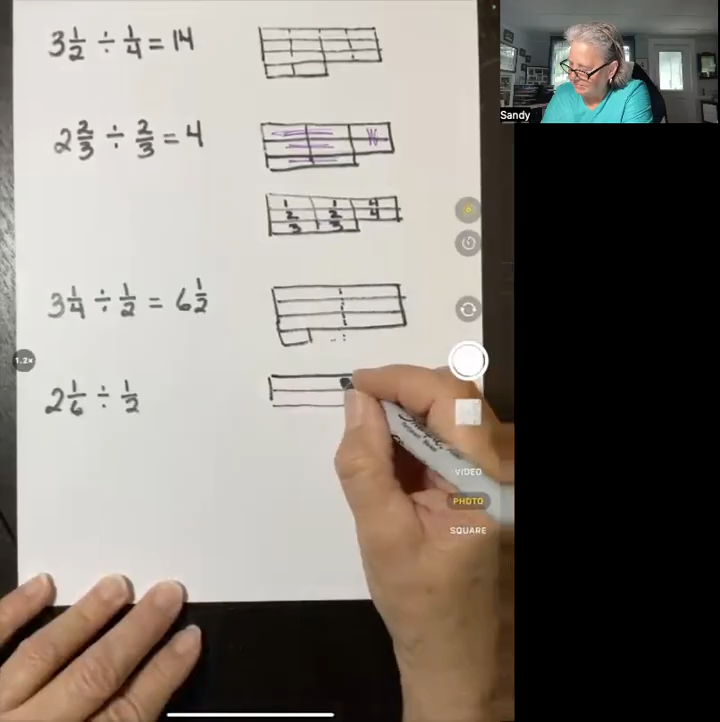 3 1/2 ÷ 1/4 = 14
2 2/3 ÷ 2/3 = 4
1 1 4
2 2 4
3 3
3 1/4 ÷ 1/2 = 6 1/2
2 1/6 ÷ 1/2
Sandy
1.2×
VIDEO
PHOTO
SQUARE